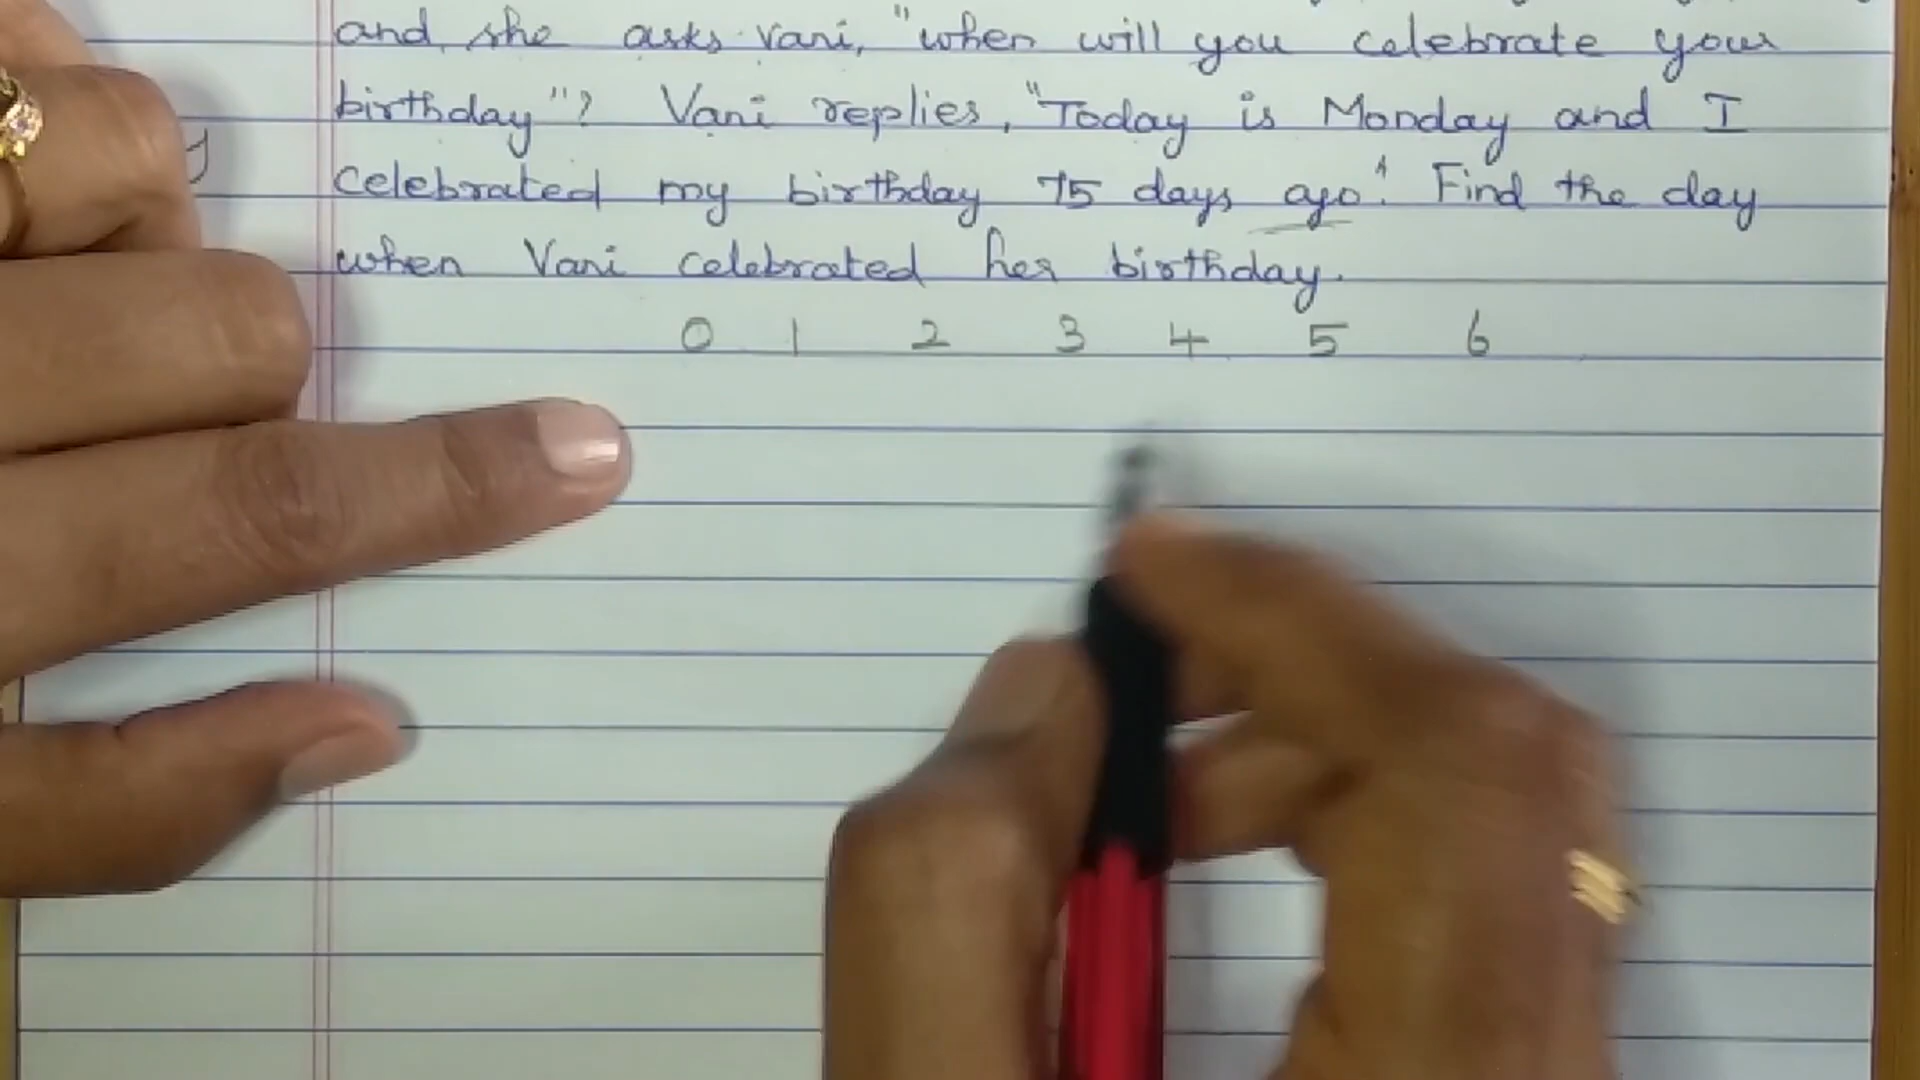 and she asks Vani, "when will you celebrate your
birthday"? Vani replies, "Today is Monday and I
celebrated my birthday 75 days ago". Find the day
when Vani celebrated her birthday.
0 1 2 3 4 5 6